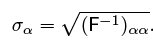 σ_α = √(F⁻¹)_αα.